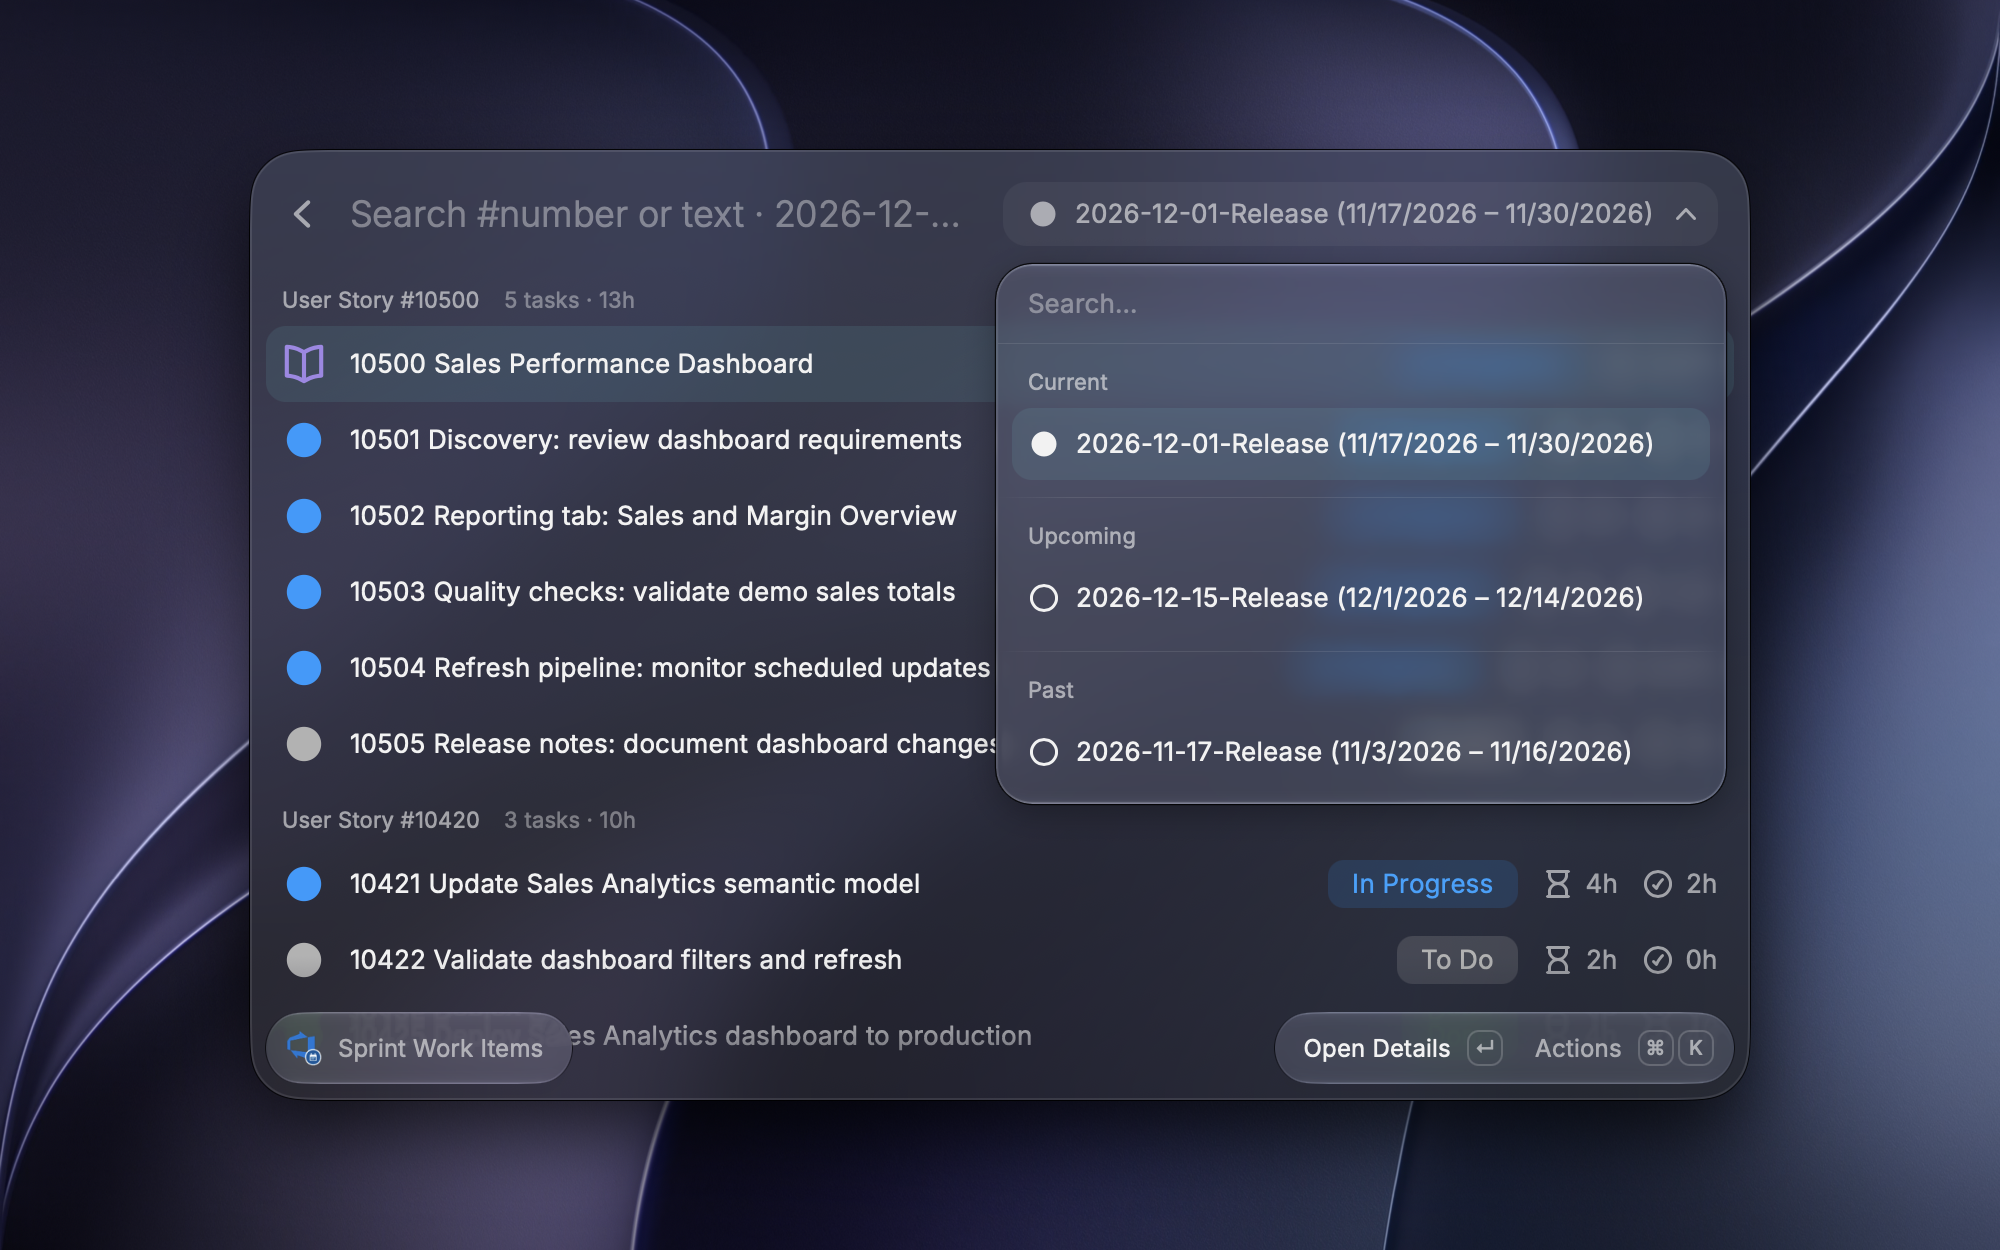 Search #number or text · 2026-12-...
2026-12-01-Release (11/17/2026 – 11/30/2026)
Search...
Current
2026-12-01-Release (11/17/2026 – 11/30/2026)
Upcoming
2026-12-15-Release (12/1/2026 – 12/14/2026)
Past
2026-11-17-Release (11/3/2026 – 11/16/2026)
User Story #10500 5 tasks · 13h
10500 Sales Performance Dashboard
10501 Discovery: review dashboard requirements
10502 Reporting tab: Sales and Margin Overview
10503 Quality checks: validate demo sales totals
10504 Refresh pipeline: monitor scheduled updates
10505 Release notes: document dashboard changes
User Story #10420 3 tasks · 10h
10421 Update Sales Analytics semantic model In Progress 4h 2h
10422 Validate dashboard filters and refresh To Do 2h 0h
Analytics dashboard to production
Sprint Work Items
Open Details ↵ Actions ⌘ K